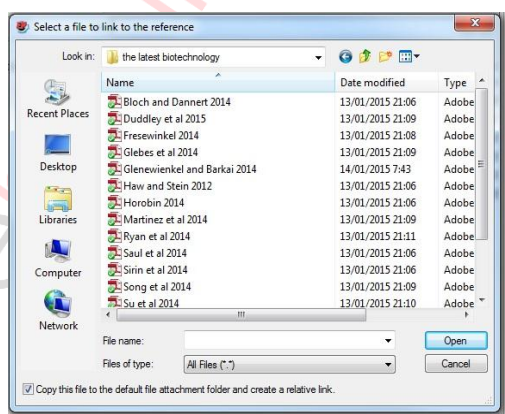 Select a file to link to the reference
Look in: the latest biotechnology
Name Date modified Type
Bloch and Dannert 2014 13/01/2015 21:06 Adobe
Duddley et al 2015 13/01/2015 21:09 Adobe
Fresewinkel 2014 13/01/2015 21:08 Adobe
Glebes et al 2014 13/01/2015 21:09 Adobe
Glenewienkel and Barkai 2014 14/01/2015 7:43 Adobe
Haw and Stein 2012 13/01/2015 21:06 Adobe
Horobin 2014 13/01/2015 21:06 Adobe
Martinez et al 2014 13/01/2015 21:09 Adobe
Ryan et al 2014 13/01/2015 21:11 Adobe
Saul et al 2014 13/01/2015 21:06 Adobe
Sirin et al 2014 13/01/2015 21:06 Adobe
Song et al 2014 13/01/2015 21:09 Adobe
Su et al 2014 13/01/2015 21:10 Adobe
Recent Places
Desktop
Libraries
Computer
Network
File name: Open
Files of type: All Files (*.*) Cancel
Copy this file to the default file attachment folder and create a relative link.